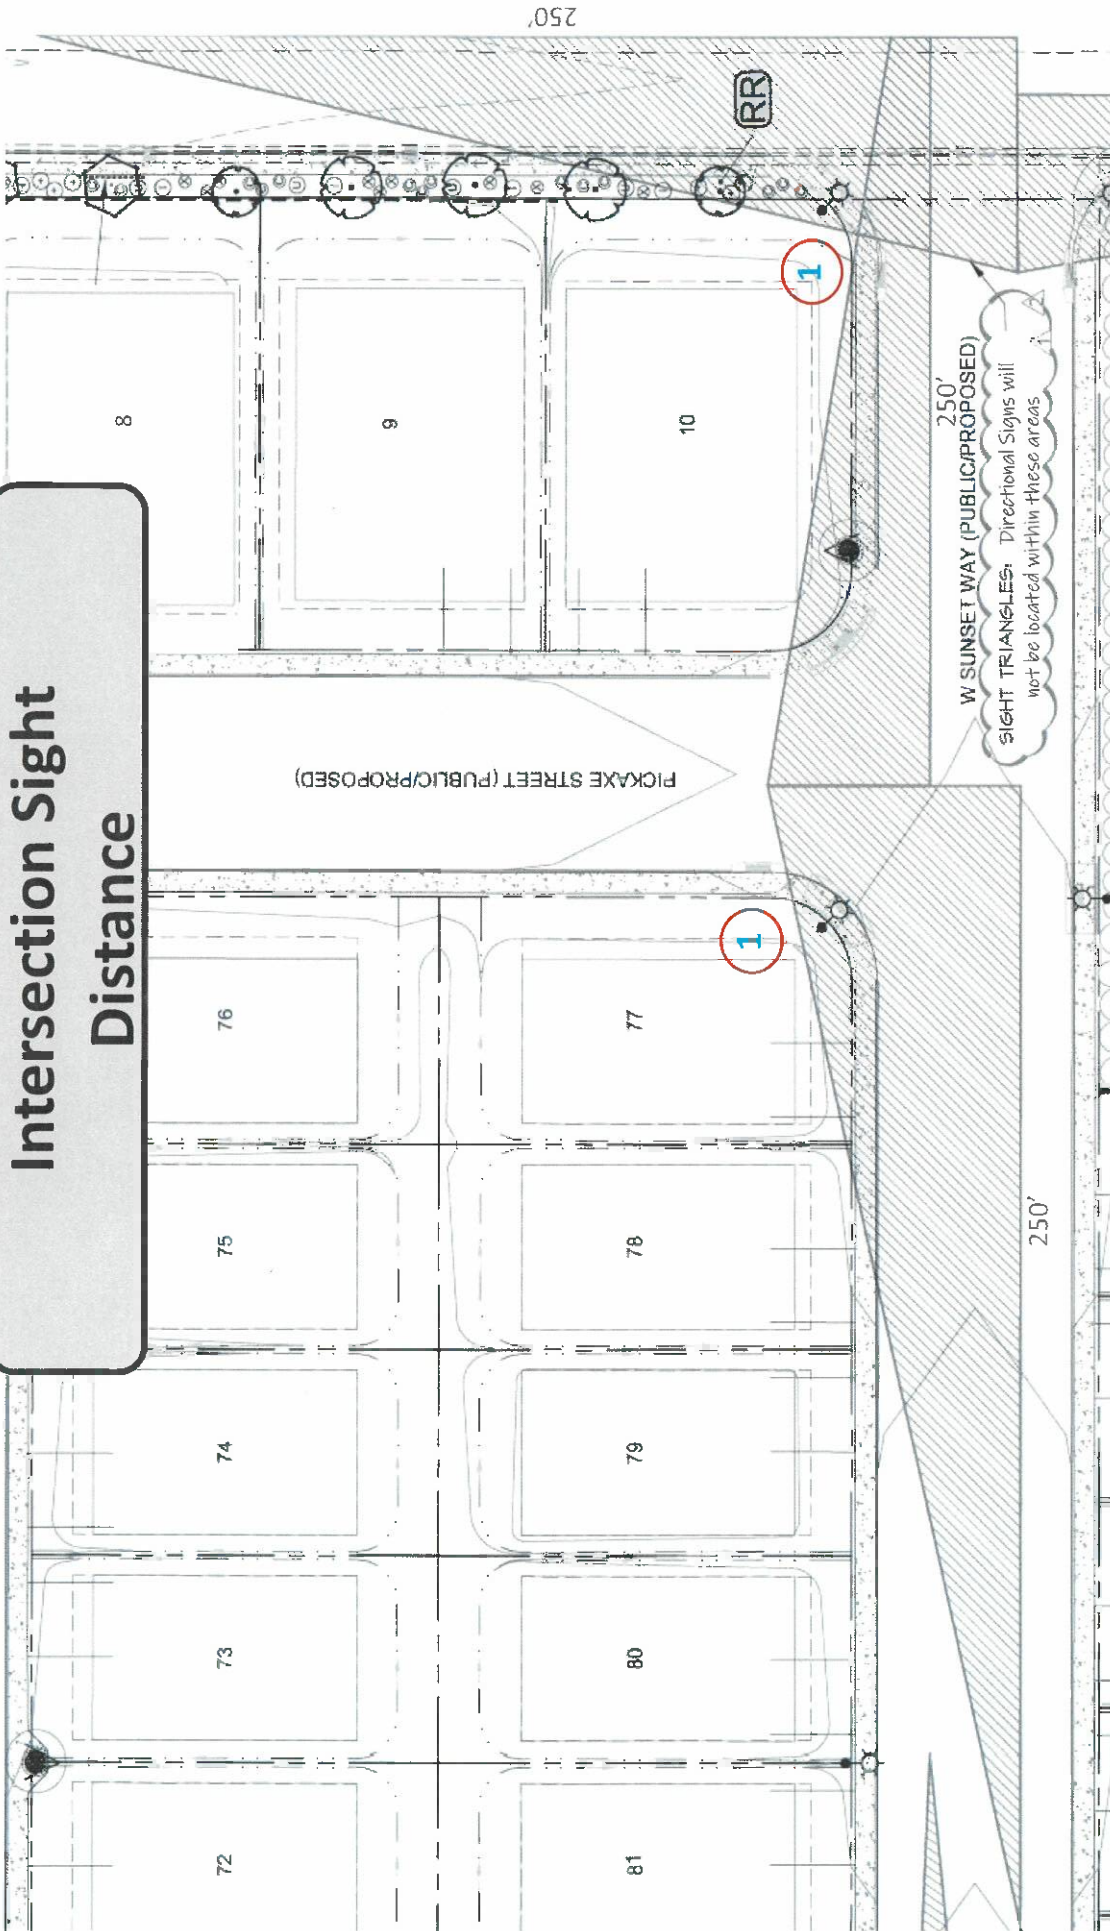 Intersection Sight
Distance
250'
RR
8
9
10
1
250'
W SUNSET WAY (PUBLIC/PROPOSED)
SIGHT TRIANGLES: Directional Signs will
not be located within these areas
PICKAXE STREET (PUBLIC/PROPOSED)
1
76
77
75
78
250'
74
79
73
80
72
81